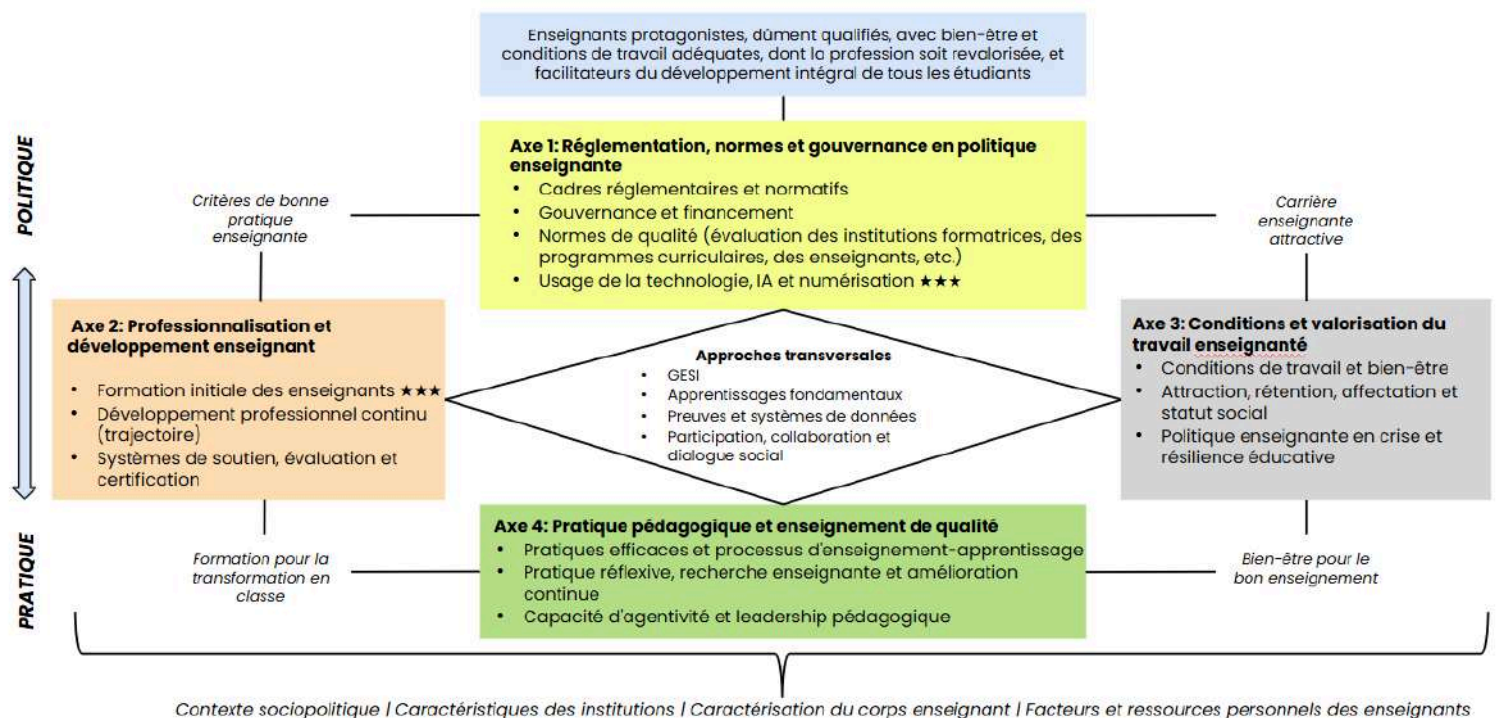 Enseignants protagonistes, dûment qualifiés, avec bien-être et
conditions de travail adéquates, dont la profession soit revalorisée, et
facilitateurs du développement intégral de tous les étudiants
POLITIQUE
PRATIQUE
Axe 1: Réglementation, normes et gouvernance en politique
enseignante
• Cadres réglementaires et normatifs
• Gouvernance et financement
• Normes de qualité (évaluation des institutions formatrices, des
programmes curriculaires, des enseignants, etc.)
• Usage de la technologie, IA et numérisation ★★★
Critères de bonne
pratique
enseignante
Carrière
enseignante
attractive
Axe 2: Professionnalisation et
développement enseignant
• Formation initiale des enseignants ★★★
• Développement professionnel continu
(trajectoire)
• Systèmes de soutien, évaluation et
certification
Approches transversales
• GESI
• Apprentissages fondamentaux
• Preuves et systèmes de données
• Participation, collaboration et
dialogue social
Axe 3: Conditions et valorisation du
travail enseignanté
• Conditions de travail et bien-être
• Attraction, rétention, affectation et
statut social
• Politique enseignante en crise et
résilience éducative
Formation pour la
transformation en
classe
Axe 4: Pratique pédagogique et enseignement de qualité
• Pratiques efficaces et processus d'enseignement-apprentissage
• Pratique réflexive, recherche enseignante et amélioration
continue
• Capacité d'agentivité et leadership pédagogique
Bien-être pour le
bon enseignement
Contexte sociopolitique | Caractéristiques des institutions | Caractérisation du corps enseignant | Facteurs et ressources personnels des enseignants